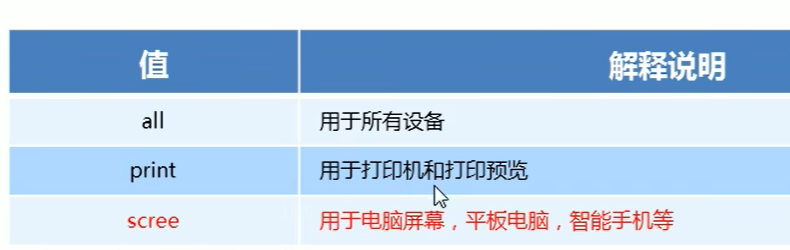 值 解释说明
all 用于所有设备
print 用于打印机和打印预览
scree 用于电脑屏幕，平板电脑，智能手机等